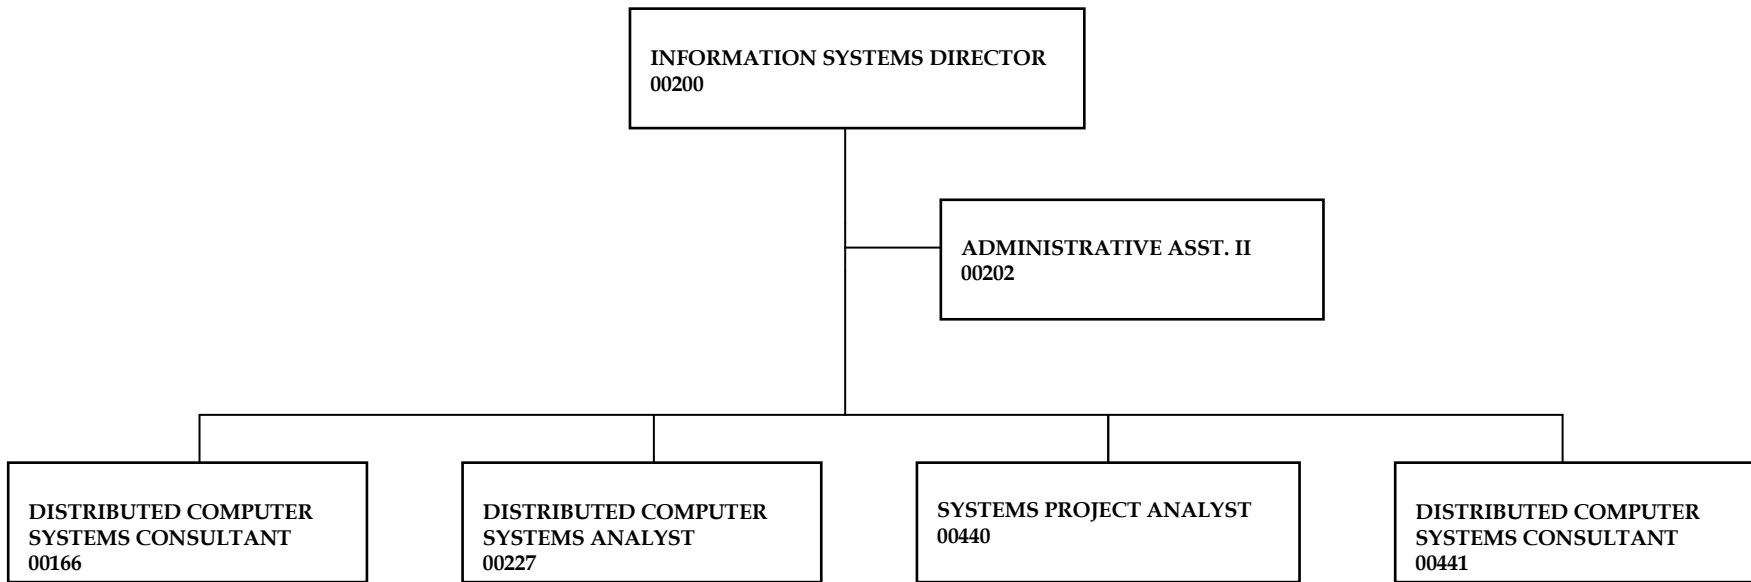 INFORMATION SYSTEMS DIRECTOR
00200
ADMINISTRATIVE ASST. II
00202
DISTRIBUTED COMPUTER
SYSTEMS CONSULTANT
00166
DISTRIBUTED COMPUTER
SYSTEMS ANALYST
00227
SYSTEMS PROJECT ANALYST
00440
DISTRIBUTED COMPUTER
SYSTEMS CONSULTANT
00441